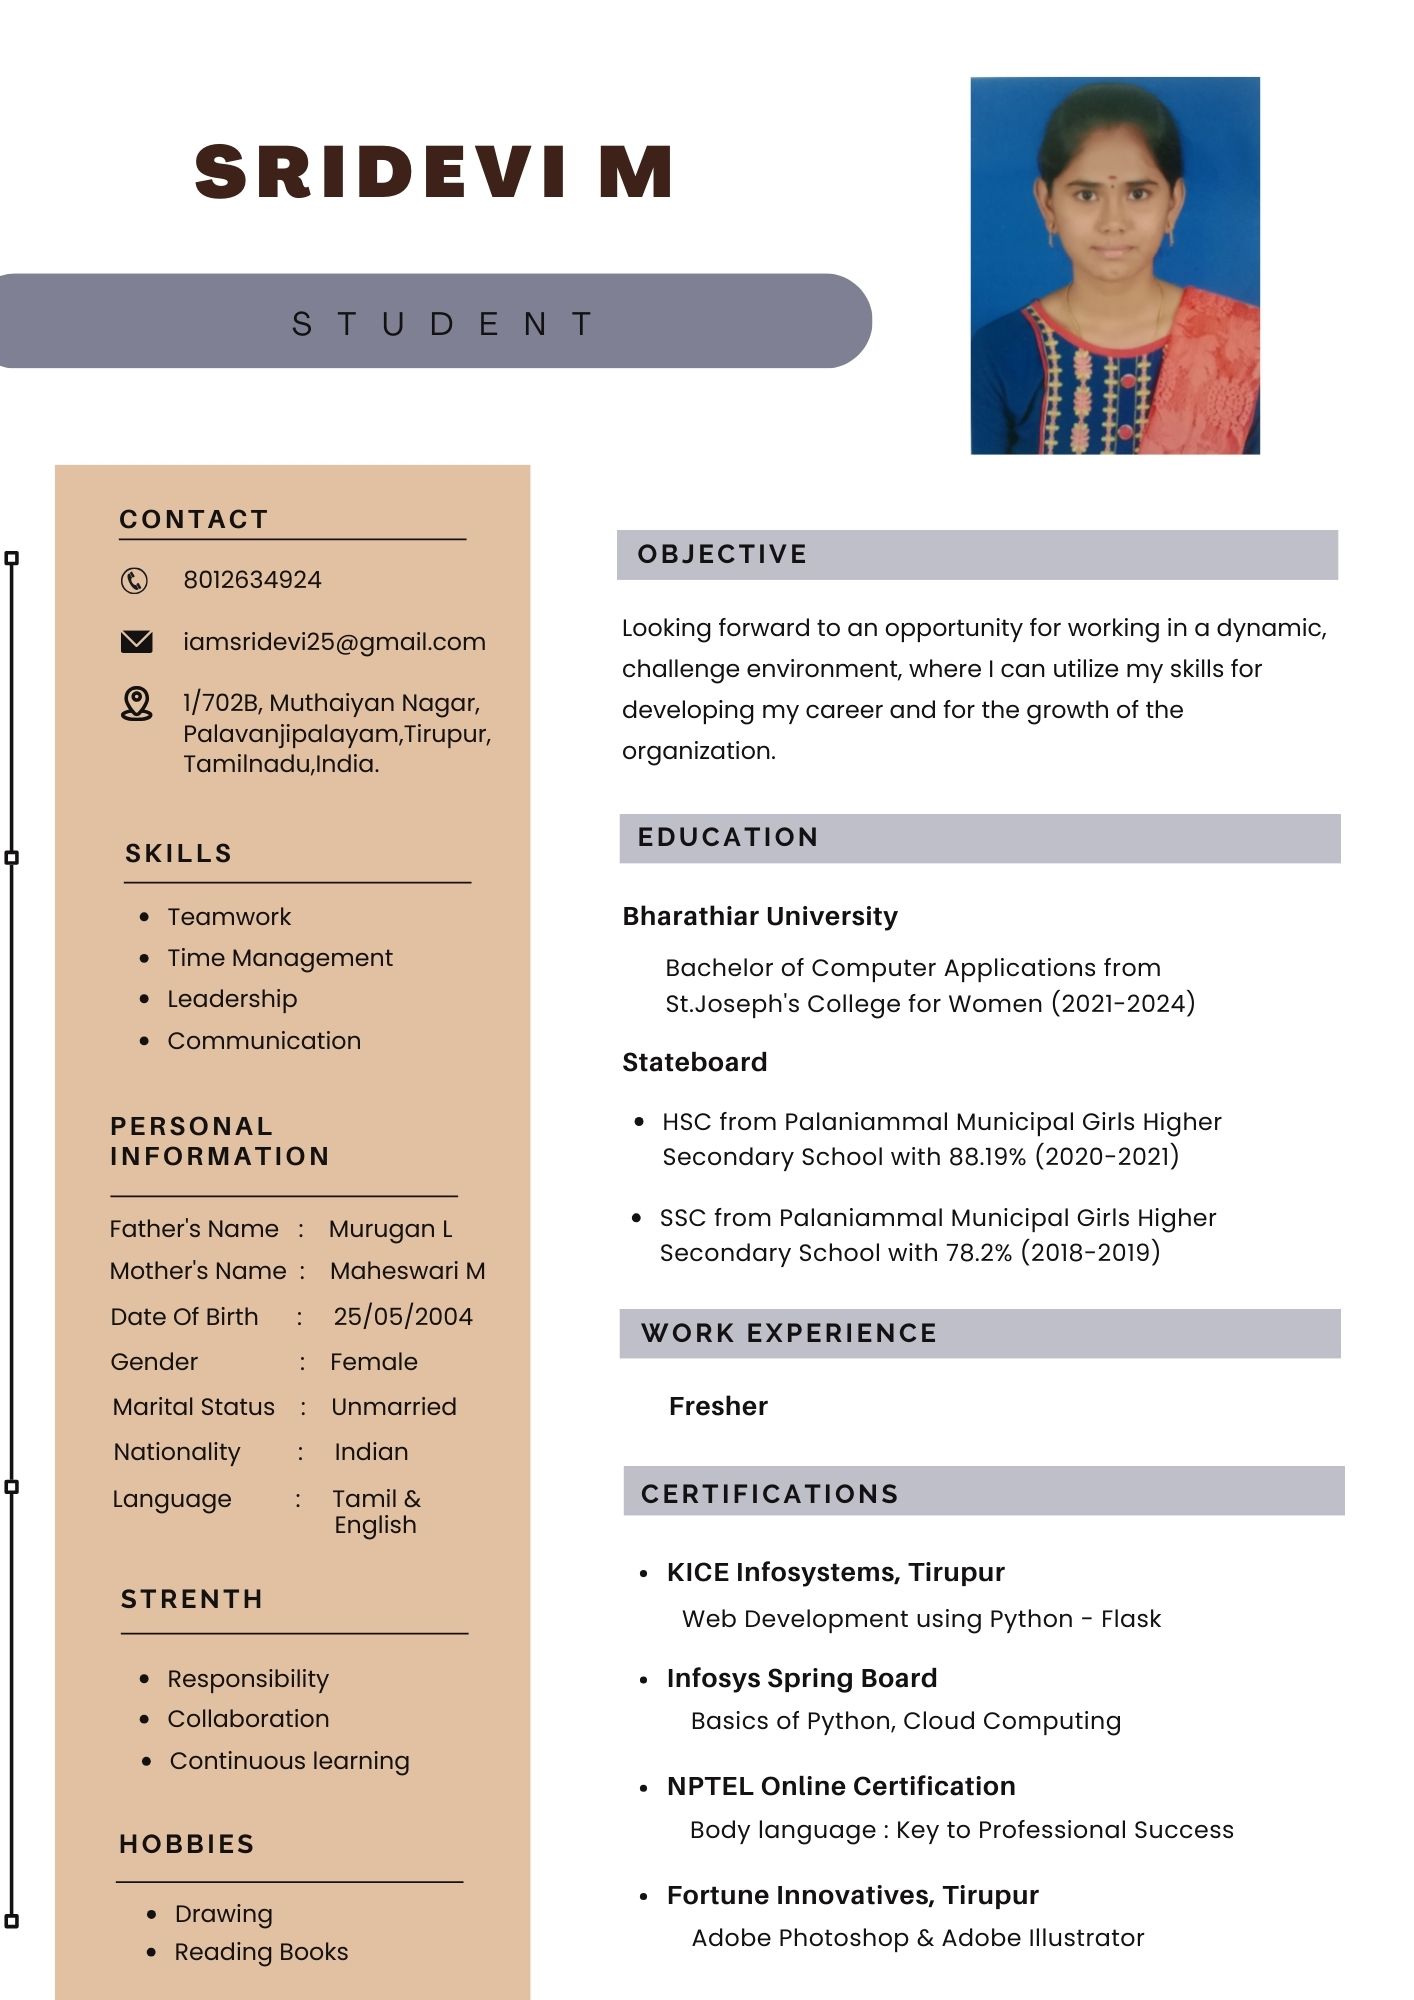 SRIDEVI M
STUDENT
CONTACT
8012634924
iamsridevi25@gmail.com
1/702B, Muthaiyan Nagar,
Palavanjipalayam,Tirupur,
Tamilnadu,India.
SKILLS
Teamwork
Time Management
Leadership
Communication
PERSONAL
INFORMATION
Father's Name : Murugan L
Mother's Name : Maheswari M
Date Of Birth : 25/05/2004
Gender : Female
Marital Status : Unmarried
Nationality : Indian
Language : Tamil &
English
STRENTH
Responsibility
Collaboration
Continuous learning
HOBBIES
Drawing
Reading Books
OBJECTIVE
Looking forward to an opportunity for working in a dynamic,
challenge environment, where I can utilize my skills for
developing my career and for the growth of the
organization.
EDUCATION
Bharathiar University
Bachelor of Computer Applications from
St.Joseph's College for Women (2021-2024)
Stateboard
HSC from Palaniammal Municipal Girls Higher
Secondary School with 88.19% (2020-2021)
SSC from Palaniammal Municipal Girls Higher
Secondary School with 78.2% (2018-2019)
WORK EXPERIENCE
Fresher
CERTIFICATIONS
KICE Infosystems, Tirupur
Web Development using Python - Flask
Infosys Spring Board
Basics of Python, Cloud Computing
NPTEL Online Certification
Body language : Key to Professional Success
Fortune Innovatives, Tirupur
Adobe Photoshop & Adobe Illustrator